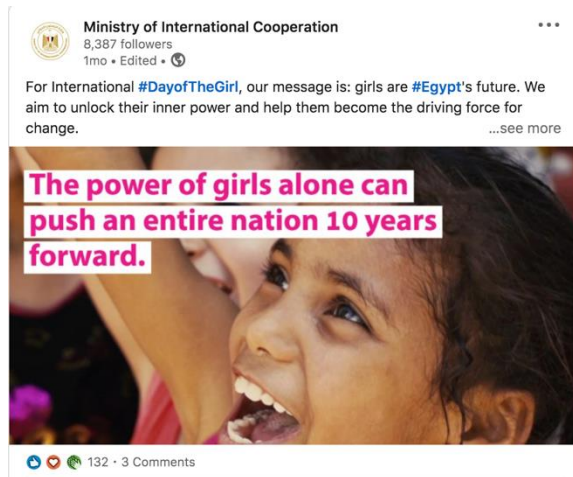 Ministry of International Cooperation
8,387 followers
1mo • Edited •
For International #DayofTheGirl, our message is: girls are #Egypt's future. We
aim to unlock their inner power and help them become the driving force for
change.
...see more
The power of girls alone can
push an entire nation 10 years
forward.
132 · 3 Comments